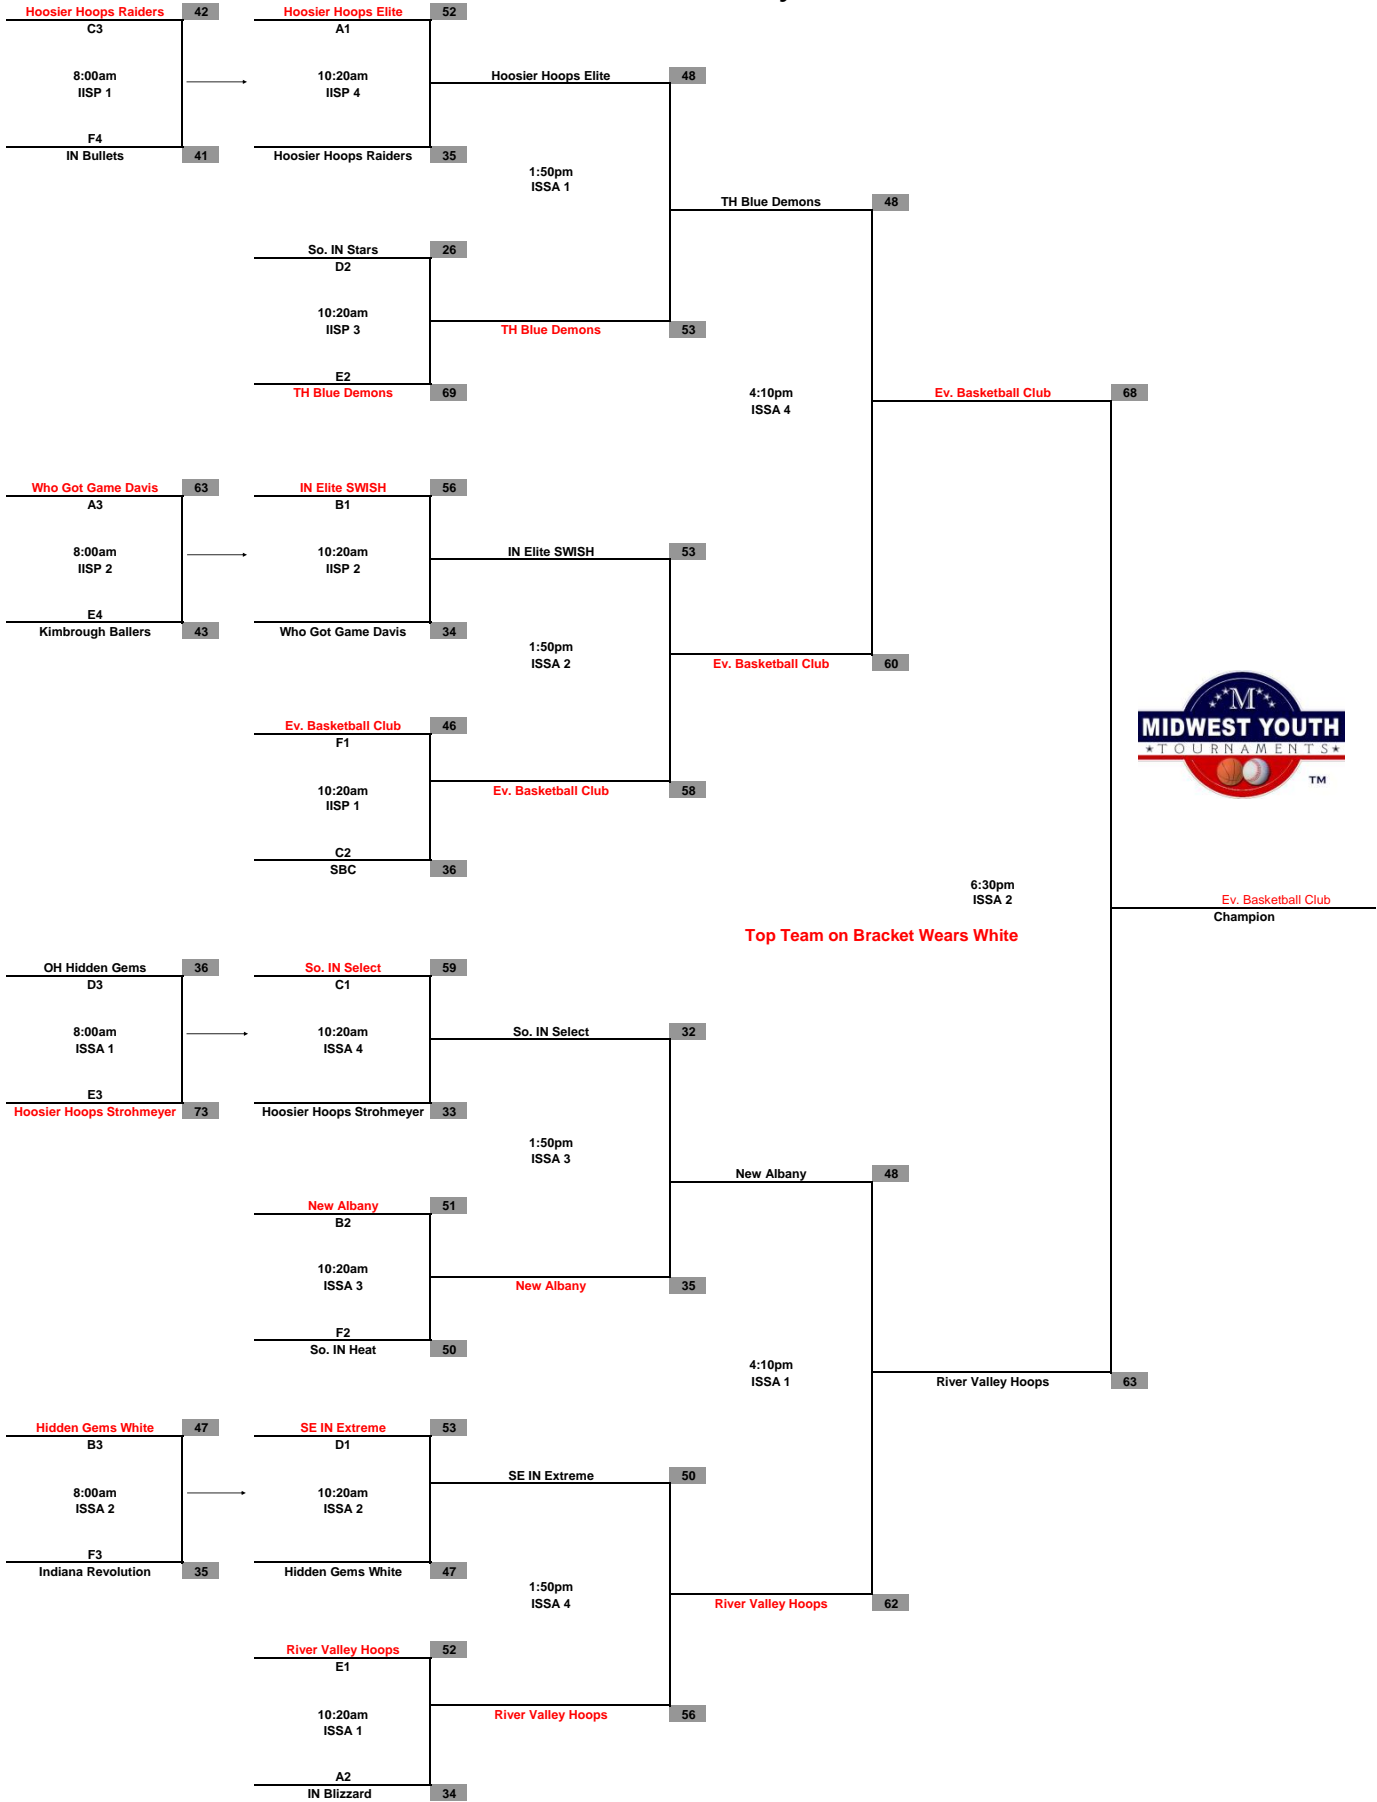 Hoosier Hoops Raiders 42
C3
8:00am
IISP 1
F4
IN Bullets 41
Hoosier Hoops Elite 52
A1
10:20am
IISP 4
Hoosier Hoops Raiders 35
Hoosier Hoops Elite 48
1:50pm
ISSA 1
So. IN Stars 26
D2
10:20am
IISP 3
E2
TH Blue Demons 69
TH Blue Demons 53
TH Blue Demons 48
4:10pm
ISSA 4
Who Got Game Davis 63
A3
8:00am
IISP 2
E4
Kimbrough Ballers 43
IN Elite SWISH 56
B1
10:20am
IISP 2
Who Got Game Davis 34
IN Elite SWISH 53
1:50pm
ISSA 2
Ev. Basketball Club 46
F1
10:20am
IISP 1
C2
SBC 36
Ev. Basketball Club 58
Ev. Basketball Club 60
Ev. Basketball Club 68
M
MIDWEST YOUTH
TOURNAMENTS
TM
6:30pm
ISSA 2
Ev. Basketball Club
Champion
Top Team on Bracket Wears White
OH Hidden Gems 36
D3
8:00am
ISSA 1
E3
Hoosier Hoops Strohmeyer 73
So. IN Select 59
C1
10:20am
ISSA 4
Hoosier Hoops Strohmeyer 33
So. IN Select 32
1:50pm
ISSA 3
New Albany 51
B2
10:20am
ISSA 3
F2
So. IN Heat 50
New Albany 35
New Albany 48
4:10pm
ISSA 1
River Valley Hoops 63
Hidden Gems White 47
B3
8:00am
ISSA 2
F3
Indiana Revolution 35
SE IN Extreme 53
D1
10:20am
ISSA 2
Hidden Gems White 47
SE IN Extreme 50
1:50pm
ISSA 4
River Valley Hoops 62
River Valley Hoops 52
E1
10:20am
ISSA 1
A2
IN Blizzard 34
River Valley Hoops 56